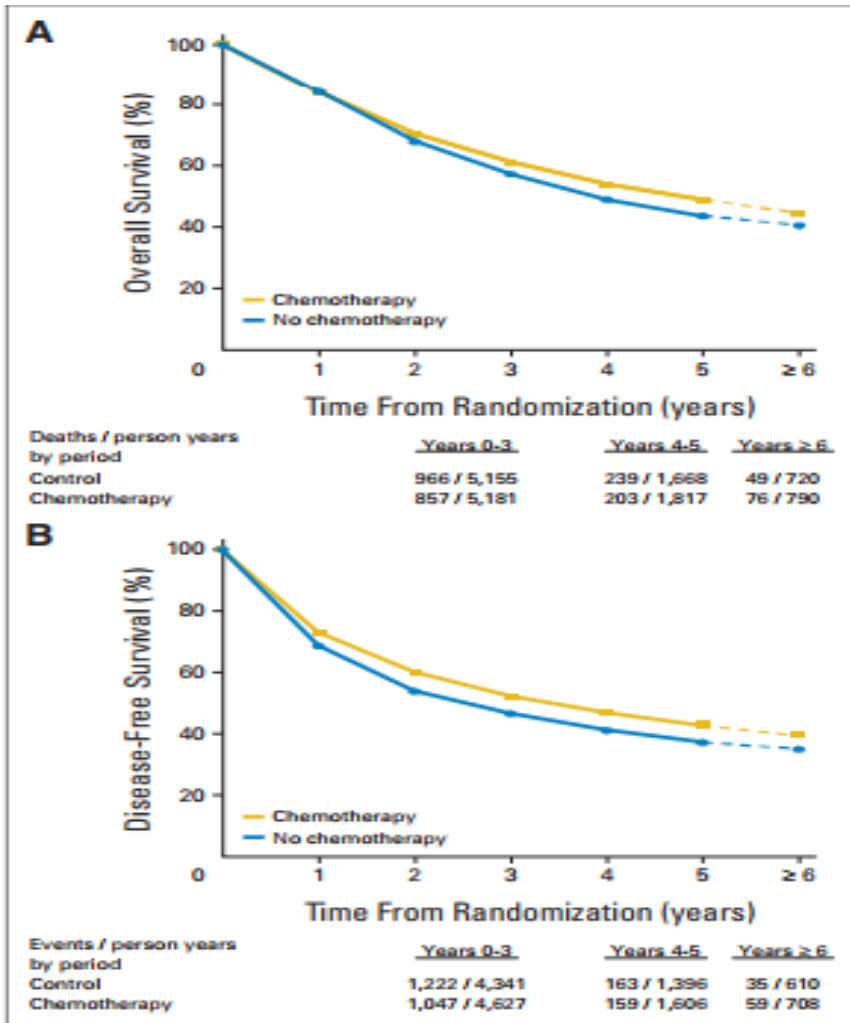 A
Overall Survival (%)
100
80
60
40
20
0
Chemotherapy
No chemotherapy
1 2 3 4 5 ≥ 6
Time From Randomization (years)
Deaths / person years by period Years 0-3 Years 4-5 Years ≥ 6
Control 966 / 5,155 239 / 1,668 49 / 720
Chemotherapy 857 / 5,181 203 / 1,817 76 / 790
B
Disease-Free Survival (%)
100
80
60
40
20
0
Chemotherapy
No chemotherapy
1 2 3 4 5 ≥ 6
Time From Randomization (years)
Events / person years by period Years 0-3 Years 4-5 Years ≥ 6
Control 1,222 / 4,341 163 / 1,396 35 / 610
Chemotherapy 1,047 / 4,627 159 / 1,606 59 / 708